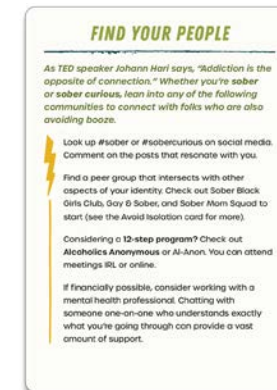 FIND YOUR PEOPLE
As TED speaker Johann Hari says, "Addiction is the
opposite of connection." Whether you're sober
or sober curious, lean into any of the following
communities to connect with folks who are also
avoiding booze.
Look up #sober or #sobercurious on social media.
Comment on the posts that resonate with you.
Find a peer group that intersects with other
aspects of your identity. Check out Sober Black
Girls Club, Gay & Sober, and Sober Mom Squad to
start (see the Avoid Isolation card for more).
Considering a 12-step program? Check out
Alcoholics Anonymous or Al-Anon. You can attend
meetings IRL or online.
If financially possible, consider working with a
mental health professional. Chatting with
someone one-on-one who understands exactly
what you're going through can provide a vast
amount of support.